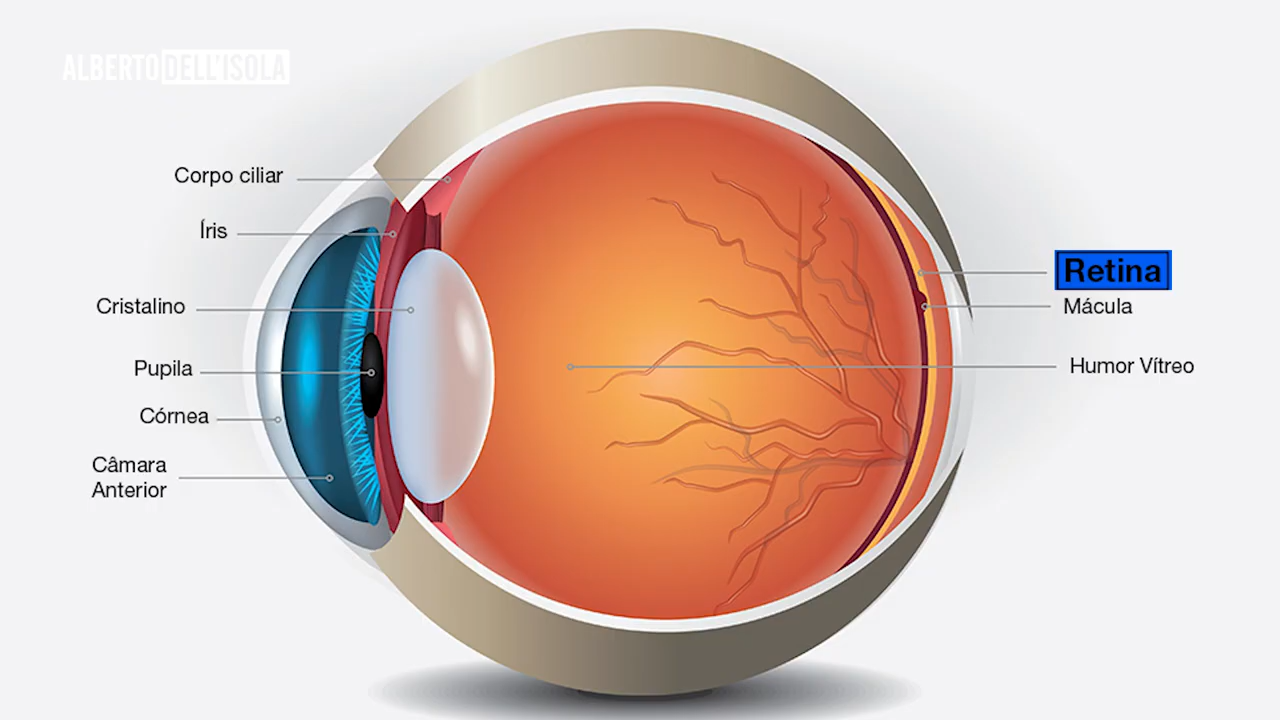 ALBERTO DELL'ISOLA
Corpo ciliar
Íris
Cristalino
Pupila
Córnea
Câmara
Anterior
Retina
Mácula
Humor Vítreo